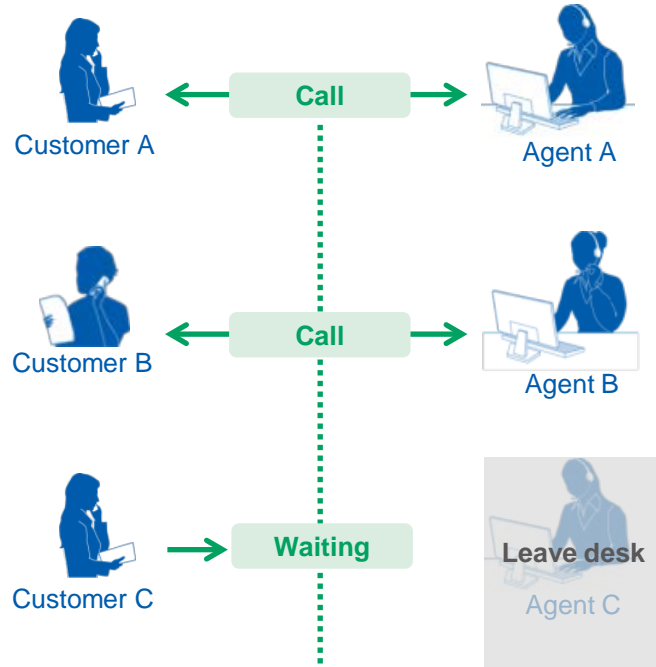 Call
Customer A
Agent A
Call
Customer B
Agent B
Waiting
Leave desk
Customer C
Agent C